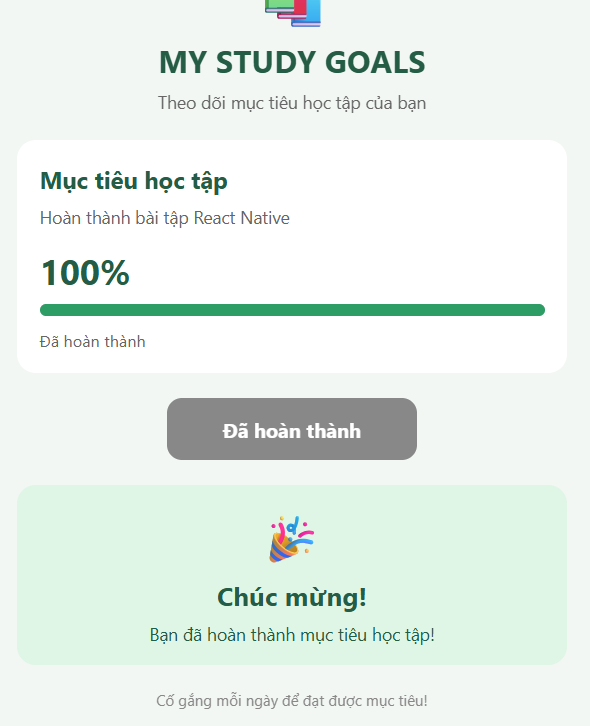 MY STUDY GOALS
Theo dõi mục tiêu học tập của bạn
Mục tiêu học tập
Hoàn thành bài tập React Native
100%
Đã hoàn thành
Đã hoàn thành
Chúc mừng!
Bạn đã hoàn thành mục tiêu học tập!
Cố gắng mỗi ngày để đạt được mục tiêu!